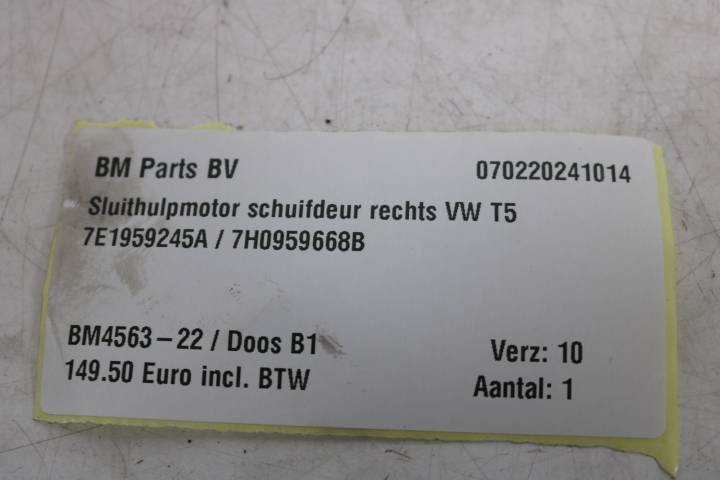 BM Parts BV 070220241014
Sluithulpmotor schuifdeur rechts VW T5
7E1959245A / 7H0959668B
BM4563-22 / Doos B1 Verz: 10
149.50 Euro incl. BTW Aantal: 1